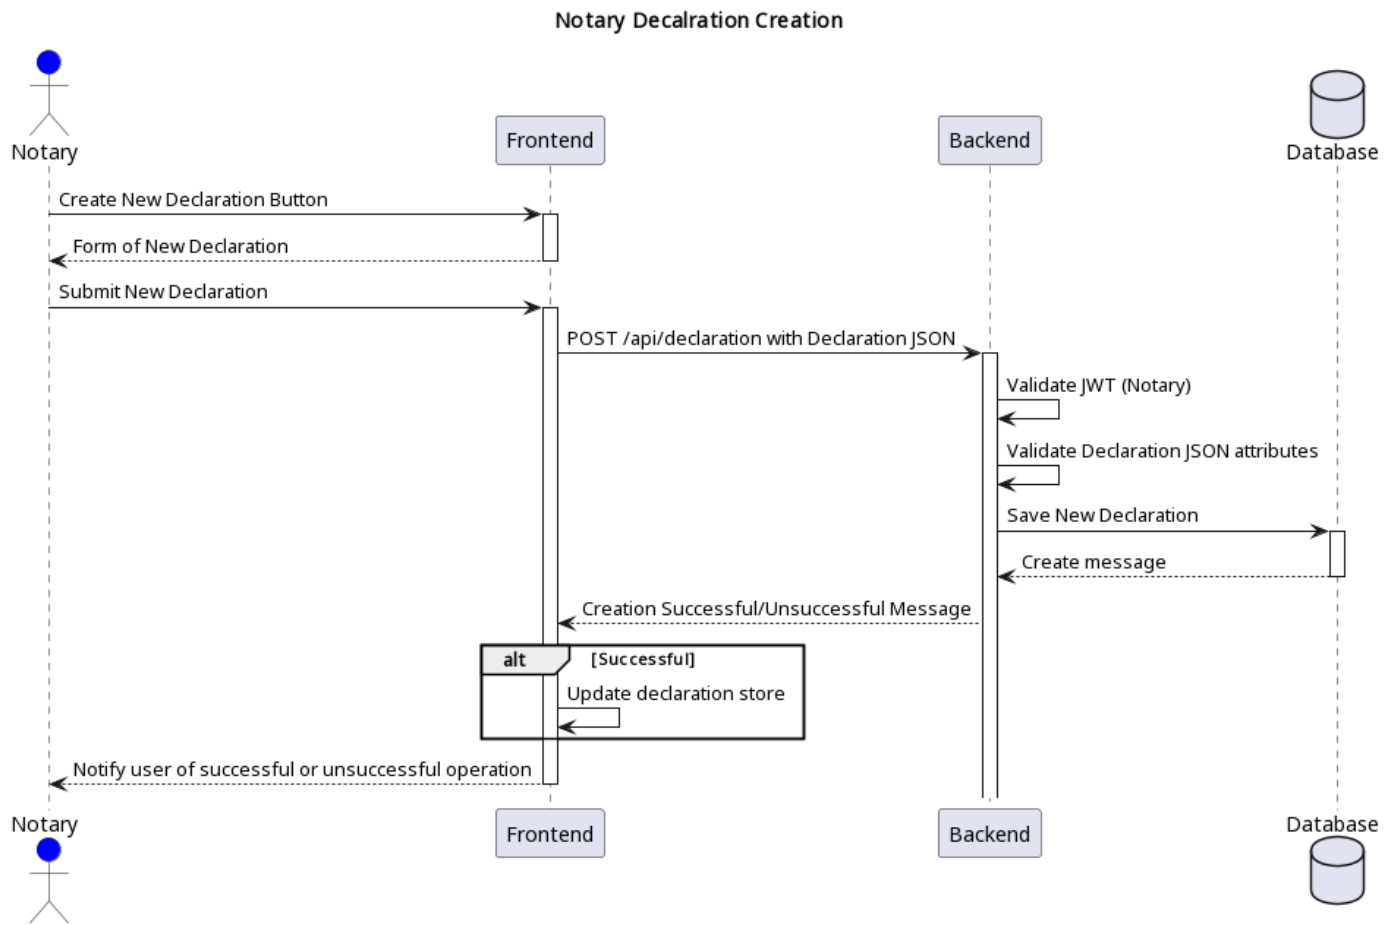 Notary Decalration Creation
Notary
Frontend
Backend
Database
Create New Declaration Button
Form of New Declaration
Submit New Declaration
POST /api/declaration with Declaration JSON
Validate JWT (Notary)
Validate Declaration JSON attributes
Save New Declaration
Create message
Creation Successful/Unsuccessful Message
alt [Successful]
Update declaration store
Notify user of successful or unsuccessful operation
Notary
Frontend
Backend
Database